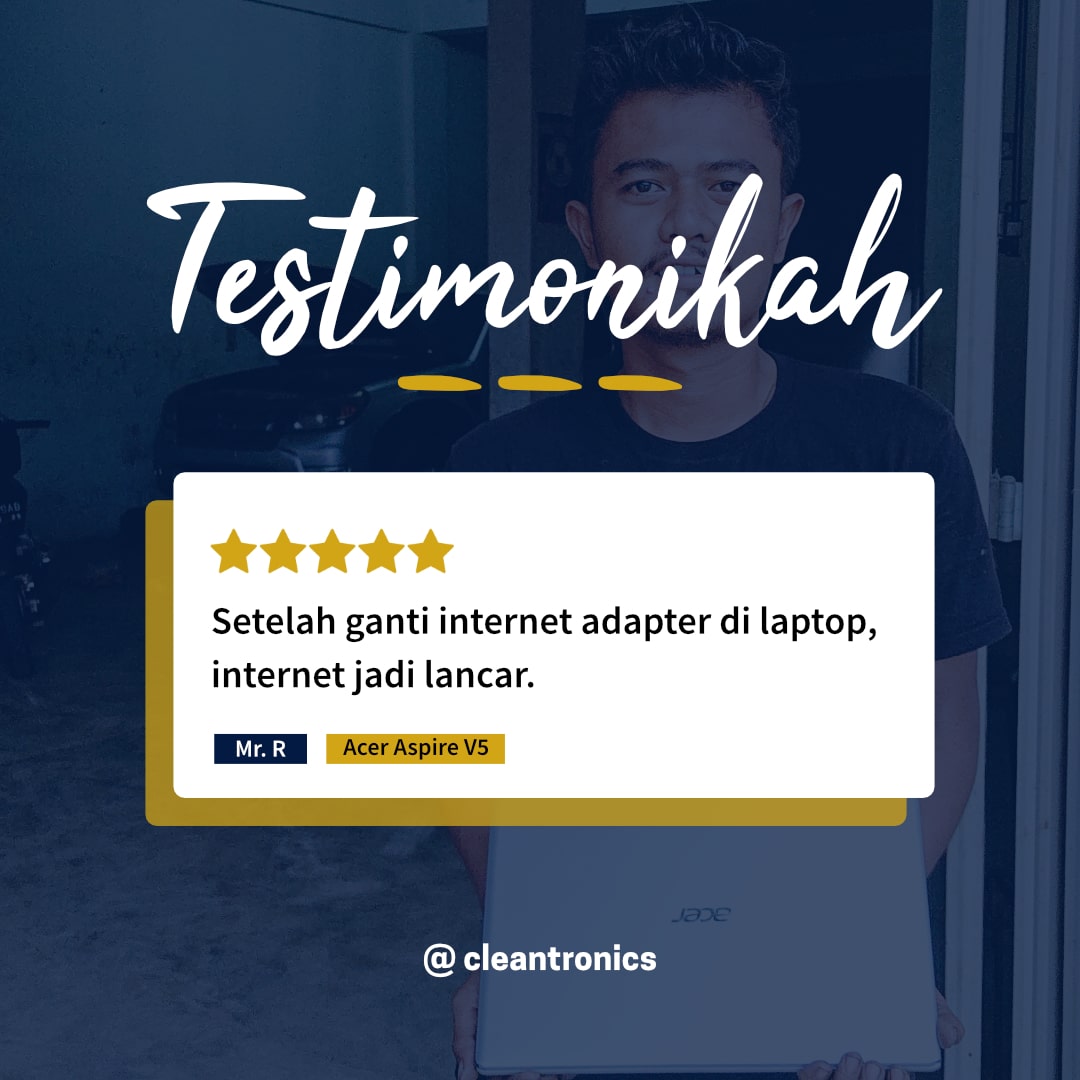 Testimonikah
Setelah ganti internet adapter di laptop,
internet jadi lancar.
Mr. R
Acer Aspire V5
acer
@ cleantronics